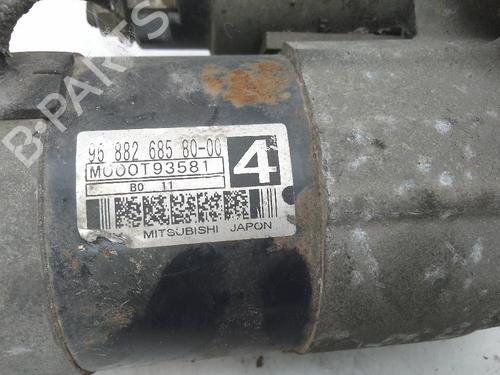 96 882 685 80-00
M000T93581
4
B0 11
MITSUBISHI JAPON
B-PARTS